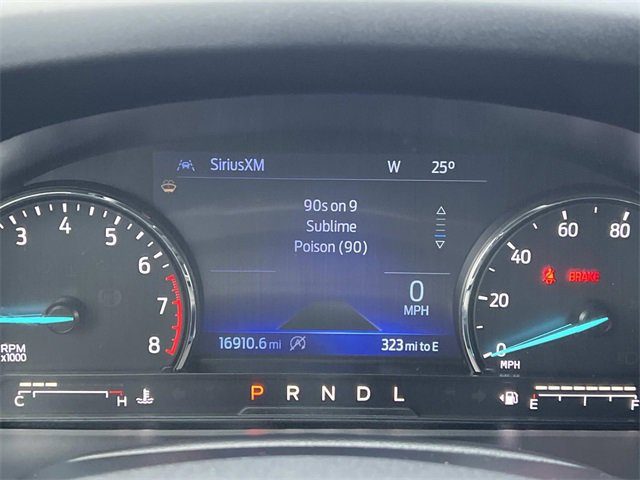 SiriusXM W 25°
90s on 9
Sublime
Poison (90)
0
MPH
16910.6 mi 323 mi to E
3 4 5 6 7 8
RPM
x1000
0 20 40 60 80
BRAKE
MPH
C H
P R N D L
E F